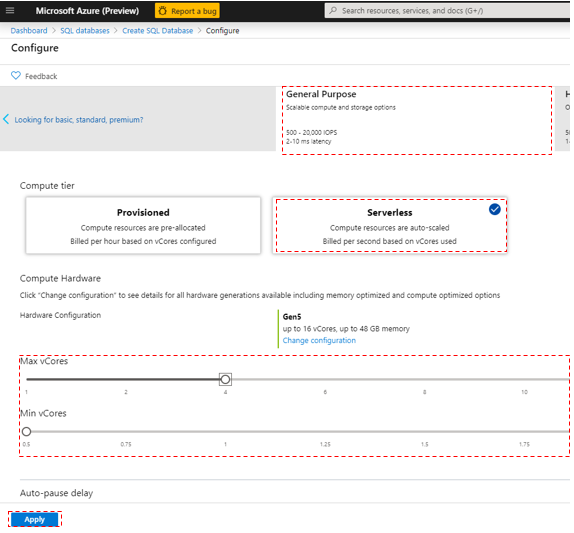 Microsoft Azure (Preview)
Report a bug
Search resources, services, and docs (G+/)
Dashboard > SQL databases > Create SQL Database > Configure
Configure
Feedback
Looking for basic, standard, premium?
General Purpose
Scalable compute and storage options
500 - 20,000 IOPS
2-10 ms latency
H
O
Compute tier
Provisioned
Compute resources are pre-allocated
Billed per hour based on vCores configured
Serverless
Compute resources are auto-scaled
Billed per second based on vCores used
Compute Hardware
Click "Change configuration" to see details for all hardware generations available including memory optimized and compute optimized options
Hardware Configuration
Gen5
up to 16 vCores, up to 48 GB memory
Change configuration
Max vCores
1 2 4 6 8 10
Min vCores
0.5 0.75 1 1.25 1.5 1.75
Auto-pause delay
Apply